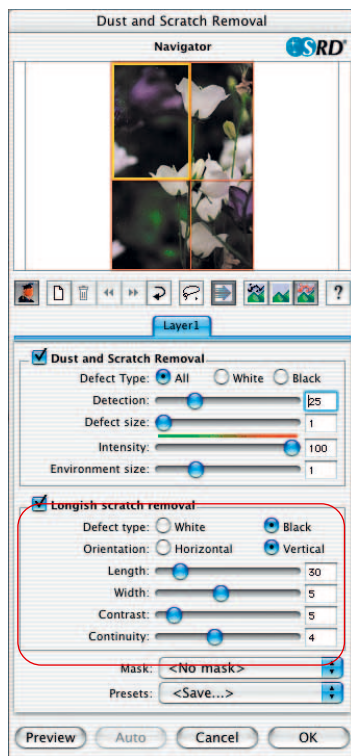 Dust and Scratch Removal
Navigator SRD
?
Layer1
Dust and Scratch Removal
Defect Type: All White Black
Detection: 25
Defect size: 1
Intensity: 100
Environment size: 1
Longish scratch removal
Defect type: White Black
Orientation: Horizontal Vertical
Length: 30
Width: 5
Contrast: 5
Continuity: 4
Mask: <No mask>
Presets: <Save...>
Preview Auto Cancel OK